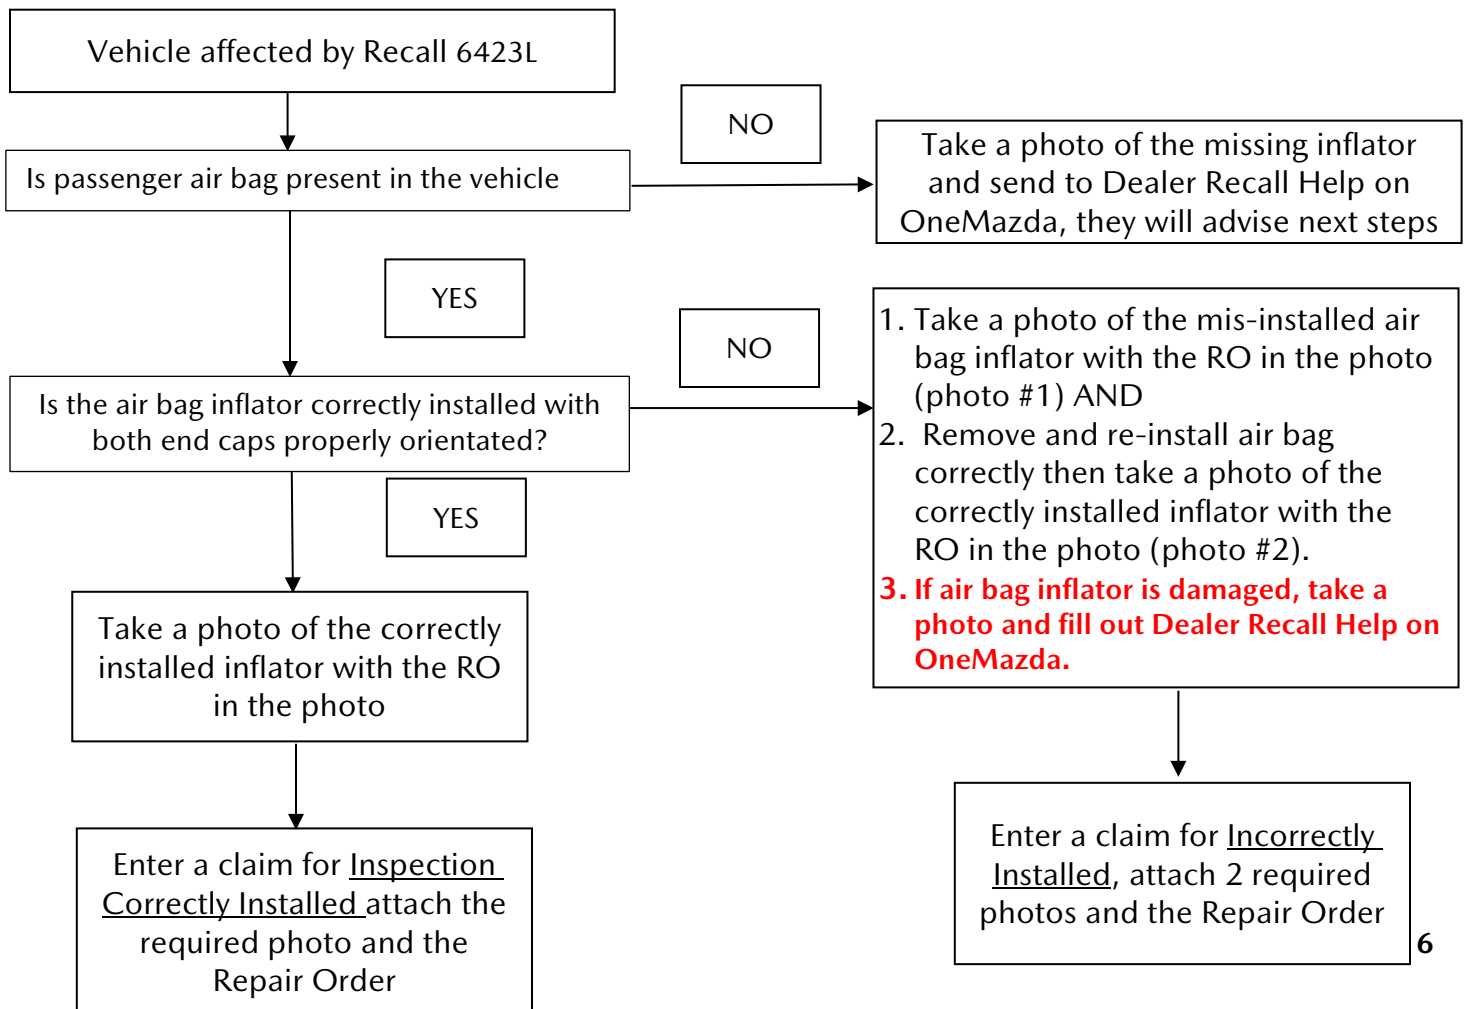 Vehicle affected by Recall 6423L
NO
Is passenger air bag present in the vehicle
Take a photo of the missing inflator
and send to Dealer Recall Help on
OneMazda, they will advise next steps
YES
NO
Is the air bag inflator correctly installed with
both end caps properly orientated?
1. Take a photo of the mis-installed air
bag inflator with the RO in the photo
(photo #1) AND
2. Remove and re-install air bag
correctly then take a photo of the
correctly installed inflator with the
RO in the photo (photo #2).
3. If air bag inflator is damaged, take a
photo and fill out Dealer Recall Help on
OneMazda.
YES
Take a photo of the correctly
installed inflator with the RO
in the photo
Enter a claim for Inspection
Correctly Installed attach the
required photo and the
Repair Order
Enter a claim for Incorrectly
Installed, attach 2 required
photos and the Repair Order
6